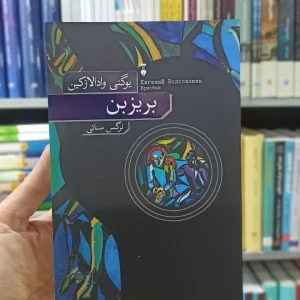 Евгений Водолазкин
Брисбен
یوگنی وادالازکین
بریزبن
نرگس سنائی